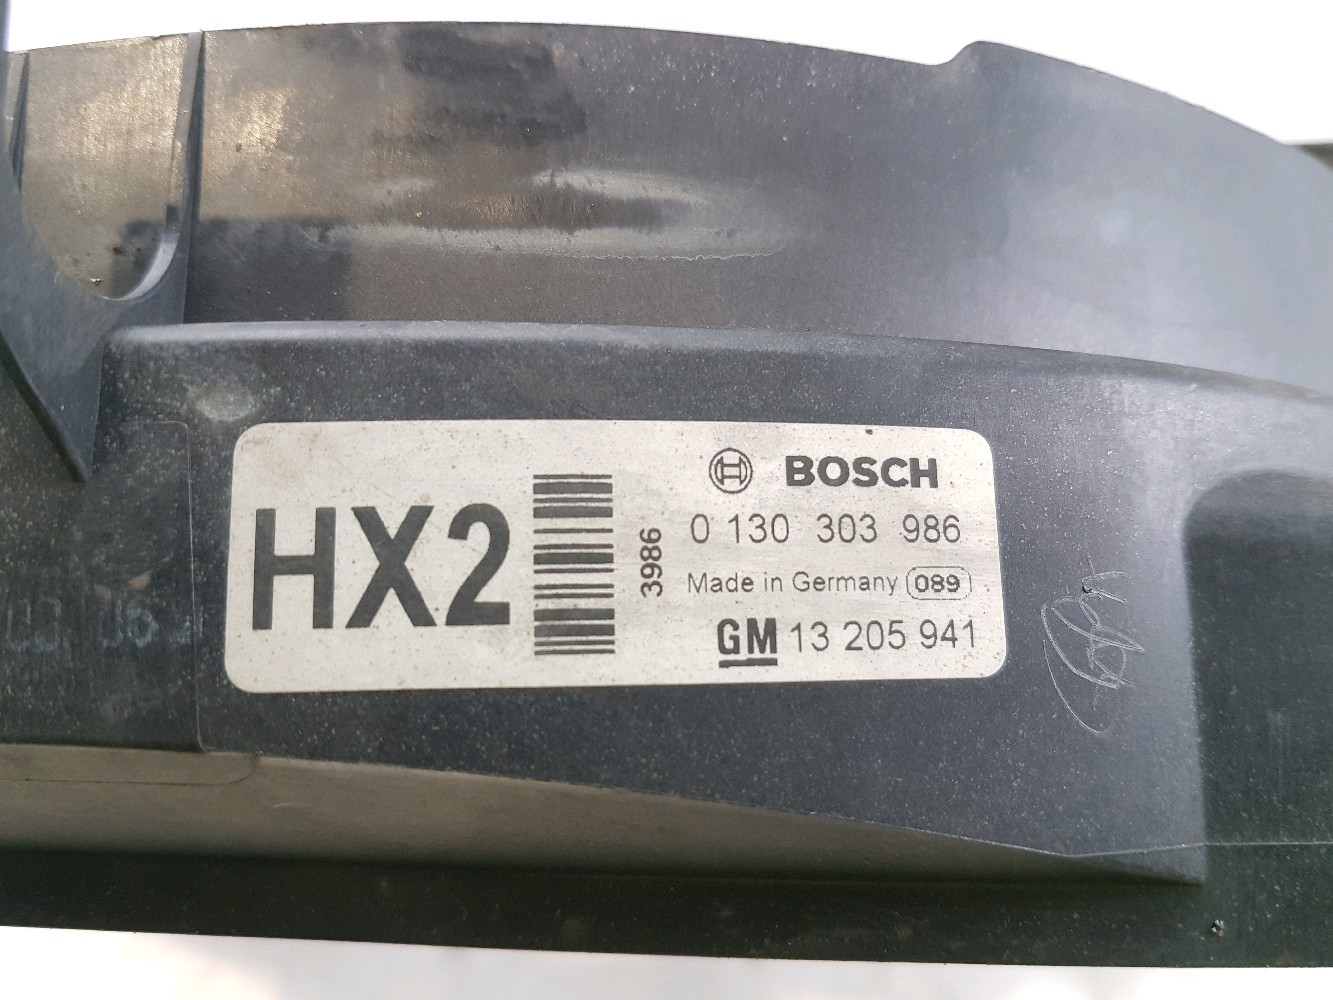 HX2
3986
BOSCH
0 130 303 986
Made in Germany 089
GM 13 205 941